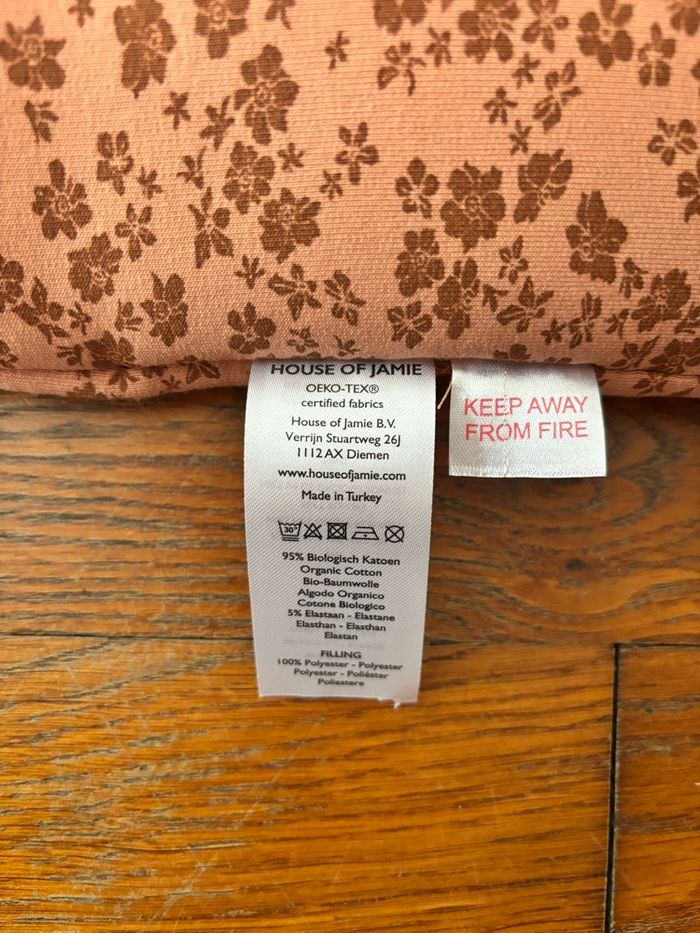 HOUSE OF JAMIE
OEKO-TEX®
certified fabrics
House of Jamie B.V.
Verrijn Stuartweg 26J
1112 AX Diemen
www.houseofjamie.com
Made in Turkey
30°
95% Biologisch Katoen
Organic Cotton
Bio-Baumwolle
Algodo Organico
Cotone Biologico
5% Elastaan - Elastane
Elasthan - Elasthan
Elastan
FILLING
100% Polyester - Polyester
Polyester - Poliéster
Poliestere
KEEP AWAY
FROM FIRE